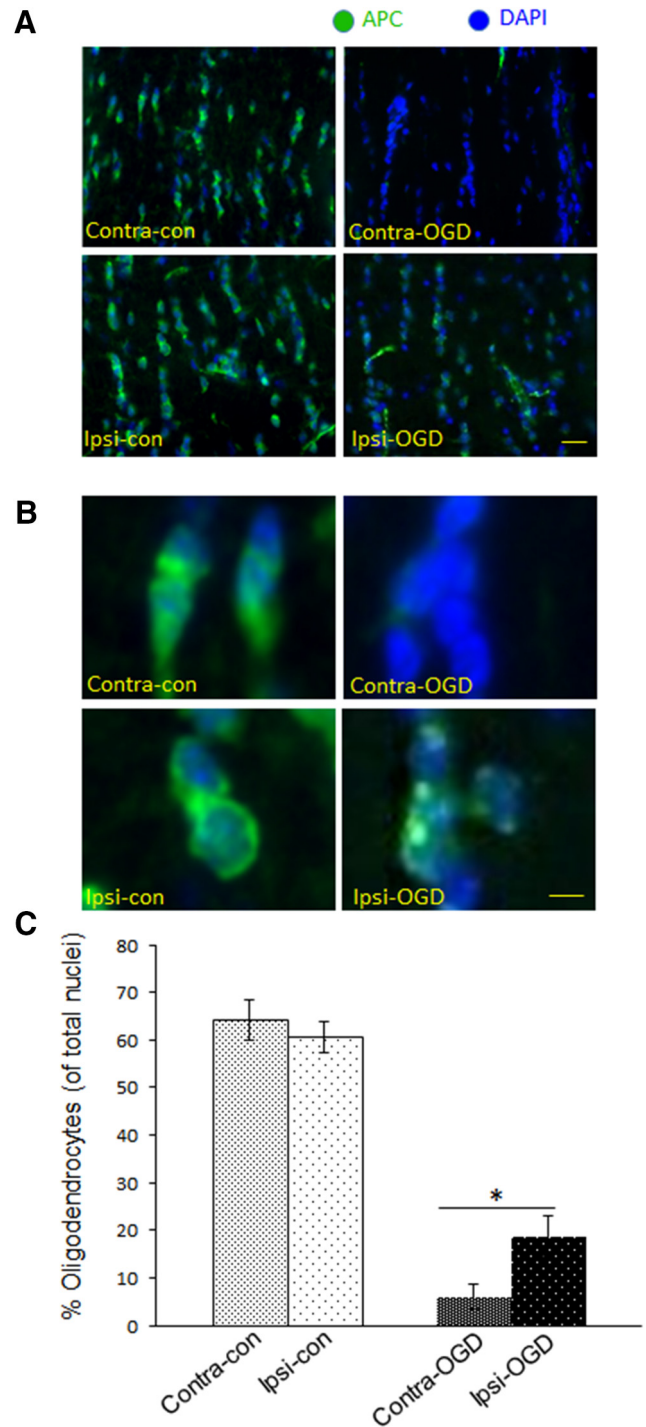 A
APC DAPI
Contra-con Contra-OGD
Ipsi-con Ipsi-OGD
B
Contra-con Contra-OGD
Ipsi-con Ipsi-OGD
C
% Oligodendrocytes (of total nuclei)
80
70
60
50
40
30
20
10
0
*
Contra-con Ipsi-con Contra-OGD Ipsi-OGD